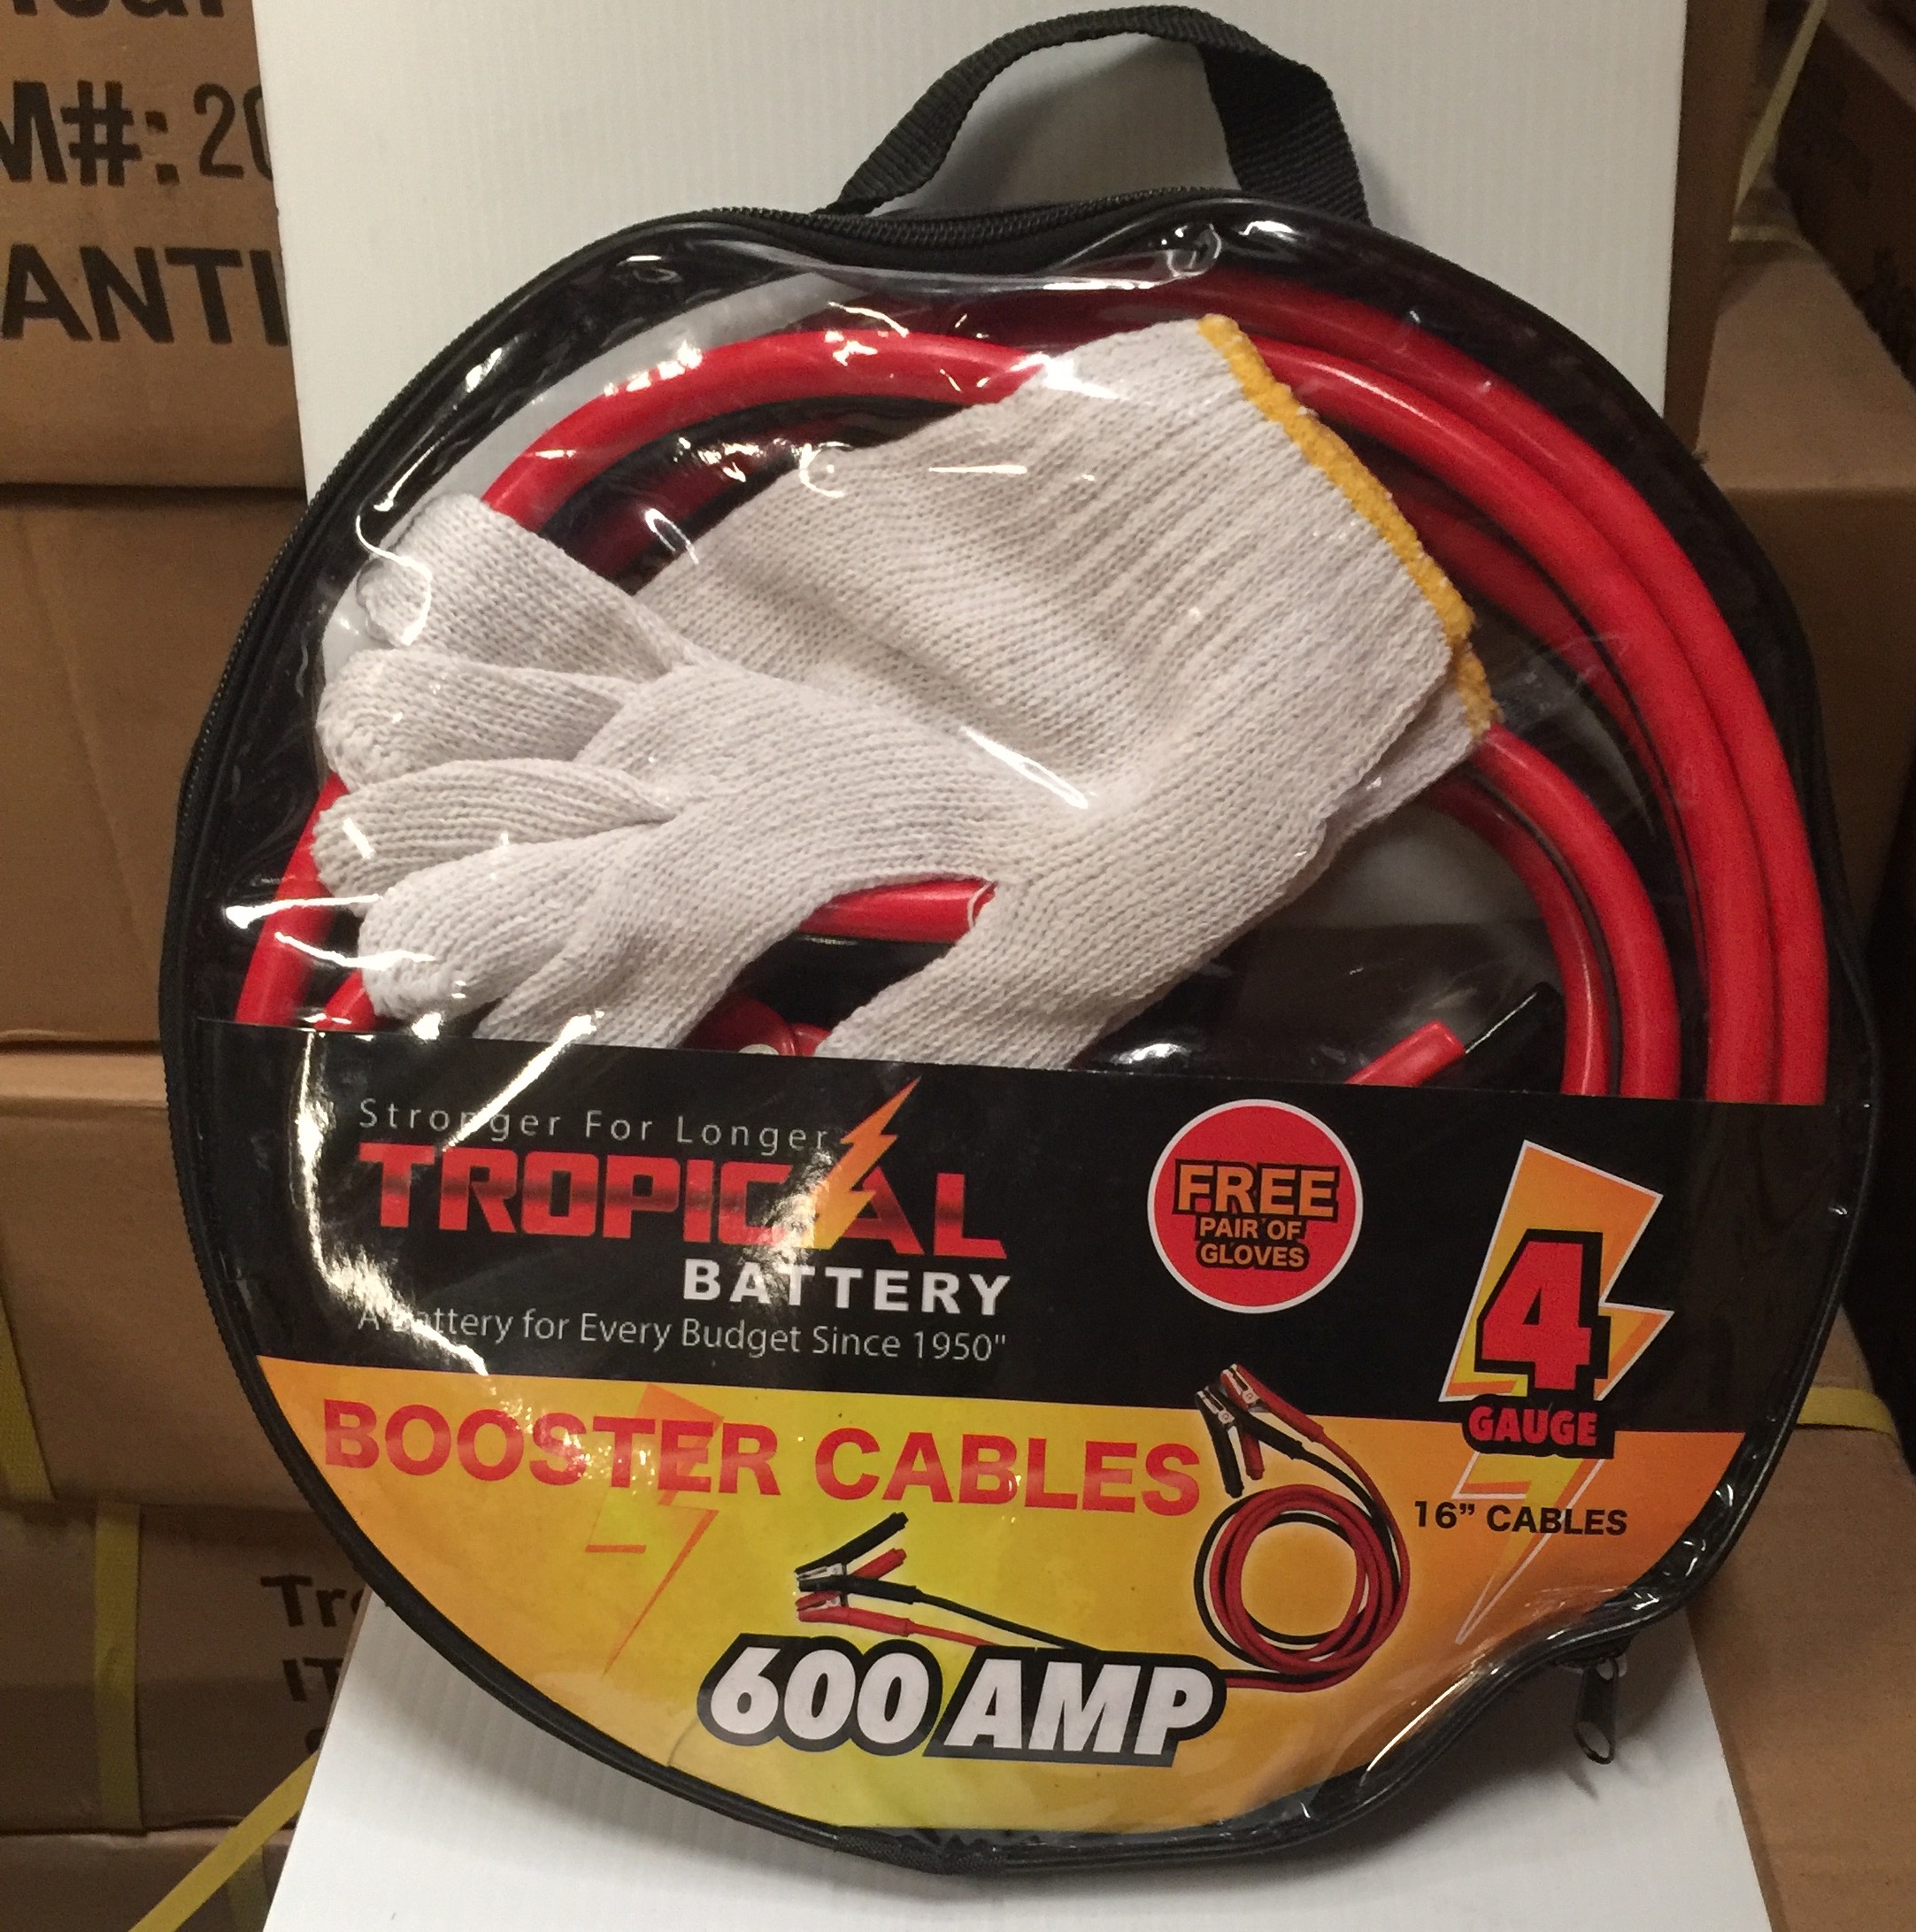 M#: 20
ANTI
Stronger For Longer
TROPICAL
BATTERY
A Battery for Every Budget Since 1950"
FREE
PAIR OF
GLOVES
4
GAUGE
BOOSTER CABLES
16” CABLES
600 AMP
Tr
IT